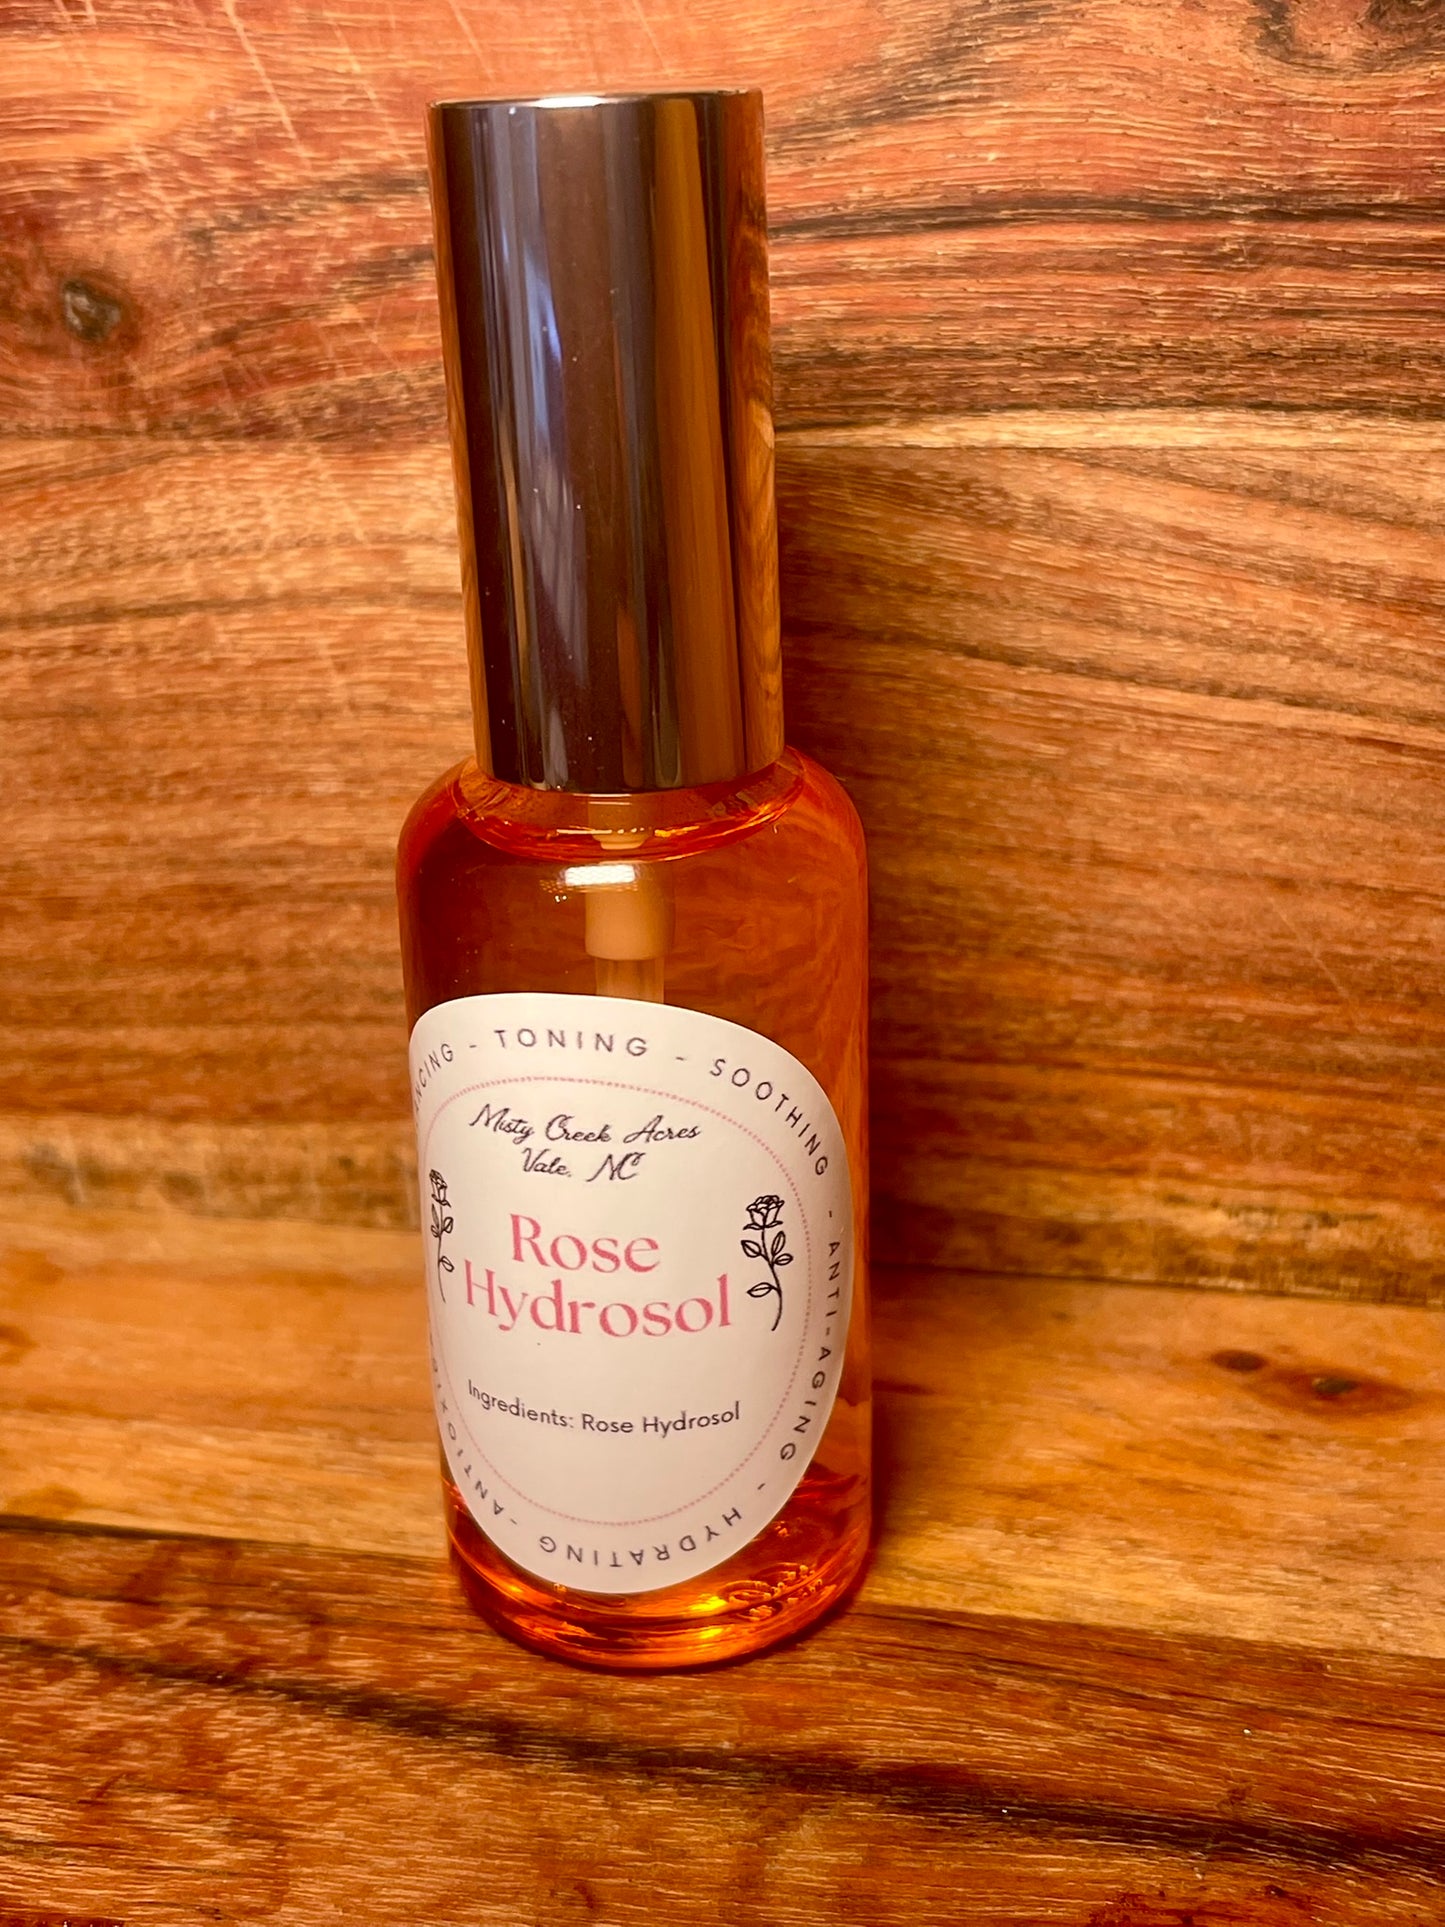 TONING - SOOTHING - ANTI-AGING - HYDRATING -
Misty Creek Acres
Vale, NC
Rose
Hydrosol
Ingredients: Rose Hydrosol